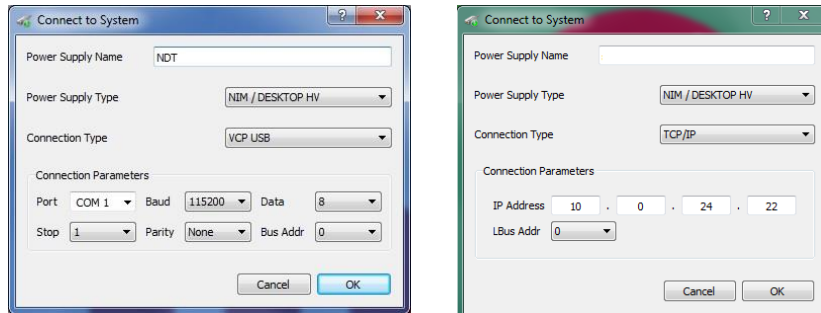 Connect to System
Power Supply Name NDT
Power Supply Type NIM / DESKTOP HV
Connection Type VCP USB
Connection Parameters
Port COM 1 Baud 115200 Data 8
Stop 1 Parity None Bus Addr 0
Cancel OK
Connect to System
Power Supply Name
Power Supply Type NIM / DESKTOP HV
Connection Type TCP/IP
Connection Parameters
IP Address 10 . 0 . 24 . 22
LBus Addr 0
Cancel OK